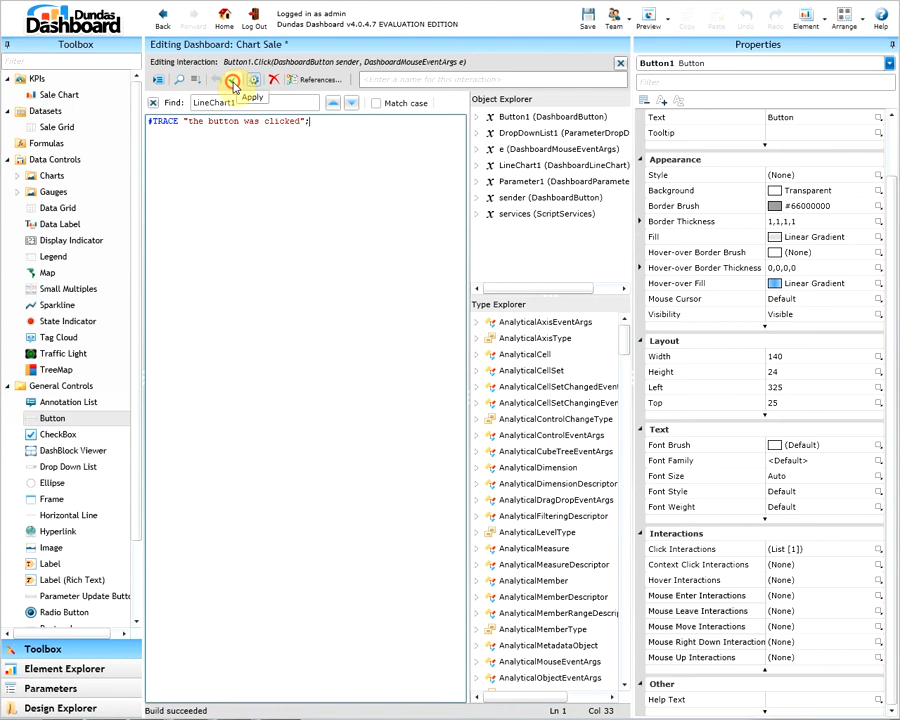 Dundas
Dashboard
Back
Forward
Home
Log Out
Logged in as admin
Dundas Dashboard v4.0.4.7 EVALUATION EDITION
Save
Team
Preview
Copy
Paste
Undo
Redo
Element
Arrange
Help
Toolbox
Filter
KPIs
Sale Chart
Datasets
Sale Grid
Formulas
Data Controls
Charts
Gauges
Data Grid
Data Label
Display Indicator
Legend
Map
Small Multiples
Sparkline
State Indicator
Tag Cloud
Traffic Light
TreeMap
General Controls
Annotation List
Button
CheckBox
DashBlock Viewer
Drop Down List
Ellipse
Frame
Horizontal Line
Hyperlink
Image
Label
Label (Rich Text)
Parameter Update Butto
Radio Button
Toolbox
Element Explorer
Parameters
Design Explorer
Editing Dashboard: Chart Sale *
Editing interaction: Button1.Click(DashboardButton sender, DashboardMouseEventArgs e)
References...
<Enter a name for this interaction>
Apply
Find:
LineChart1
Match case
#TRACE "the button was clicked";
Build succeeded
Ln 1
Col 33
Object Explorer
Button1 (DashboardButton)
DropDownList1 (ParameterDropD
e (DashboardMouseEventArgs)
LineChart1 (DashboardLineChart)
Parameter1 (DashboardParamete
sender (DashboardButton)
services (ScriptServices)
Type Explorer
AnalyticalAxisEventArgs
AnalyticalAxisType
AnalyticalCell
AnalyticalCellSet
AnalyticalCellSetChangedEvent
AnalyticalCellSetChangingEven
AnalyticalControlChangeType
AnalyticalControlEventArgs
AnalyticalCubeTreeEventArgs
AnalyticalDimension
AnalyticalDimensionDescriptor
AnalyticalDragDropEventArgs
AnalyticalFilteringDescriptor
AnalyticalLevelType
AnalyticalMeasure
AnalyticalMeasureDescriptor
AnalyticalMember
AnalyticalMemberDescriptor
AnalyticalMemberRangeDescrip
AnalyticalMemberType
AnalyticalMetadataObject
AnalyticalMouseEventArgs
AnalyticalObjectEventArgs
Properties
Button1 Button
Filter
Text Button
Tooltip
Appearance
Style (None)
Background Transparent
Border Brush #66000000
Border Thickness 1,1,1,1
Fill Linear Gradient
Hover-over Border Brush (None)
Hover-over Border Thickness 0,0,0,0
Hover-over Fill Linear Gradient
Mouse Cursor Default
Visibility Visible
Layout
Width 140
Height 24
Left 325
Top 25
Text
Font Brush (Default)
Font Family <Default>
Font Size Auto
Font Style Default
Font Weight Default
Interactions
Click Interactions (List [1])
Context Click Interactions (None)
Hover Interactions (None)
Mouse Enter Interactions (None)
Mouse Leave Interactions (None)
Mouse Move Interactions (None)
Mouse Right Down Interaction (None)
Mouse Up Interactions (None)
Other
Help Text